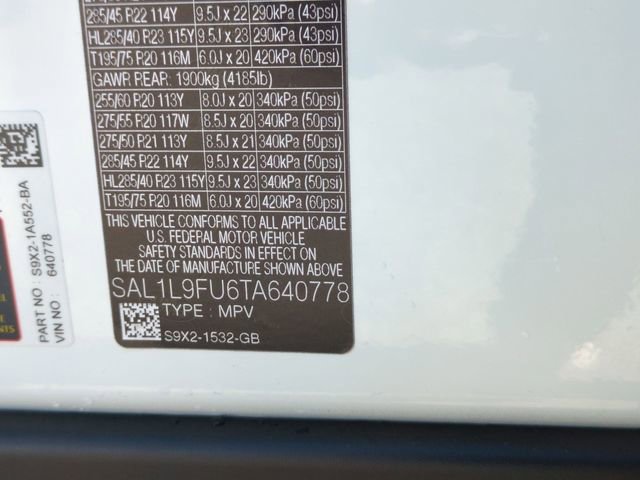 285/45 R22 114Y 9.5J x 22 290kPa (43psi)
HL285/40 R23 115Y 9.5J x 23 290kPa (43psi)
T195/75 R20 116M 6.0J x 20 420kPa (60psi)
GAWR REAR: 1900kg (4185lb)
255/60 R20 113Y 8.0J x 20 340kPa (50psi)
275/55 R20 117W 8.5J x 20 340kPa (50psi)
275/50 R21 113Y 8.5J x 21 340kPa (50psi)
285/45 R22 114Y 9.5J x 22 340kPa (50psi)
HL285/40 R23 115Y 9.5J x 23 340kPa (50psi)
T195/75 R20 116M 6.0J x 20 420kPa (60psi)
THIS VEHICLE CONFORMS TO ALL APPLICABLE
U.S. FEDERAL MOTOR VEHICLE
SAFETY STANDARDS IN EFFECT ON THE
DATE OF MANUFACTURE SHOWN ABOVE
SAL1L9FU6TA640778
TYPE : MPV
S9X2-1532-GB
PART NO : S9X2-1A552-BA
VIN NO : 640778